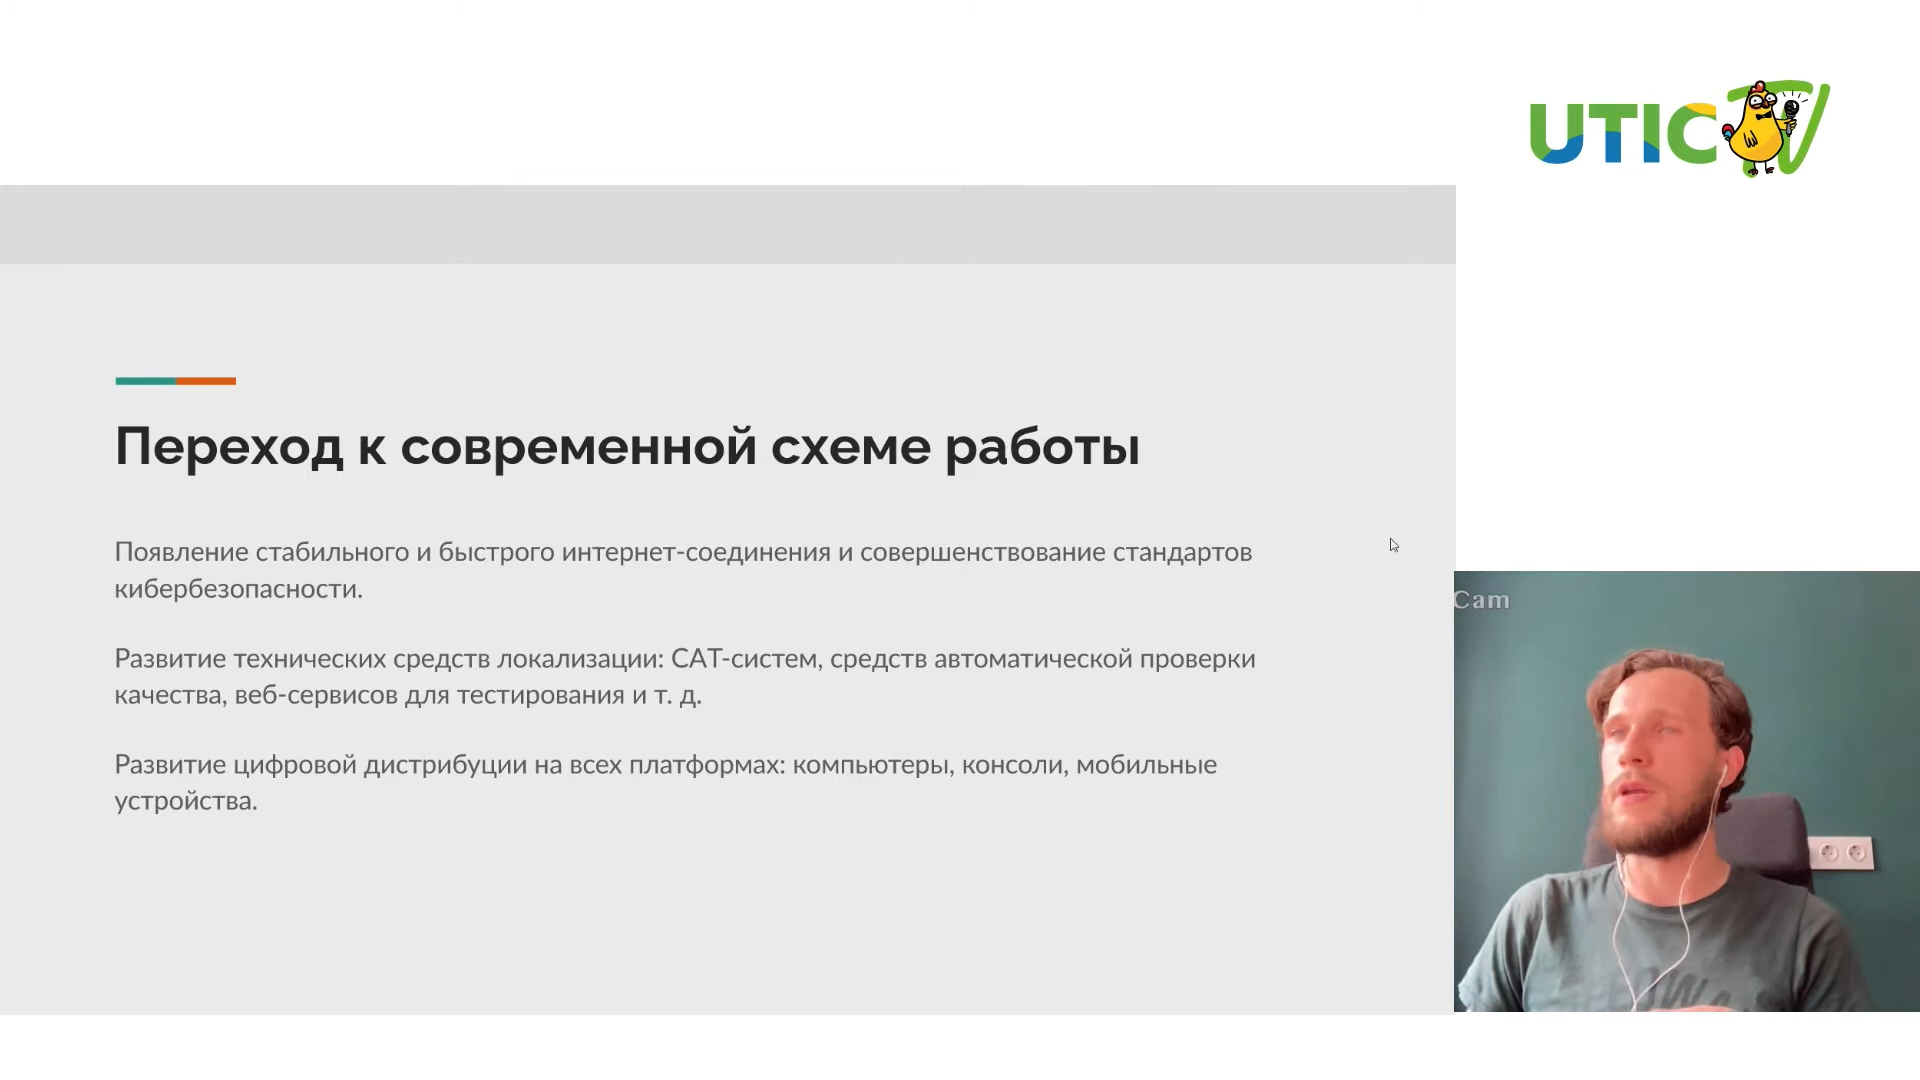 UTIC TV
Переход к современной схеме работы
Появление стабильного и быстрого интернет-соединения и совершенствование стандартов
кибербезопасности.
Развитие технических средств локализации: CAT-систем, средств автоматической проверки
качества, веб-сервисов для тестирования и т. д.
Развитие цифровой дистрибуции на всех платформах: компьютеры, консоли, мобильные
устройства.
Cam